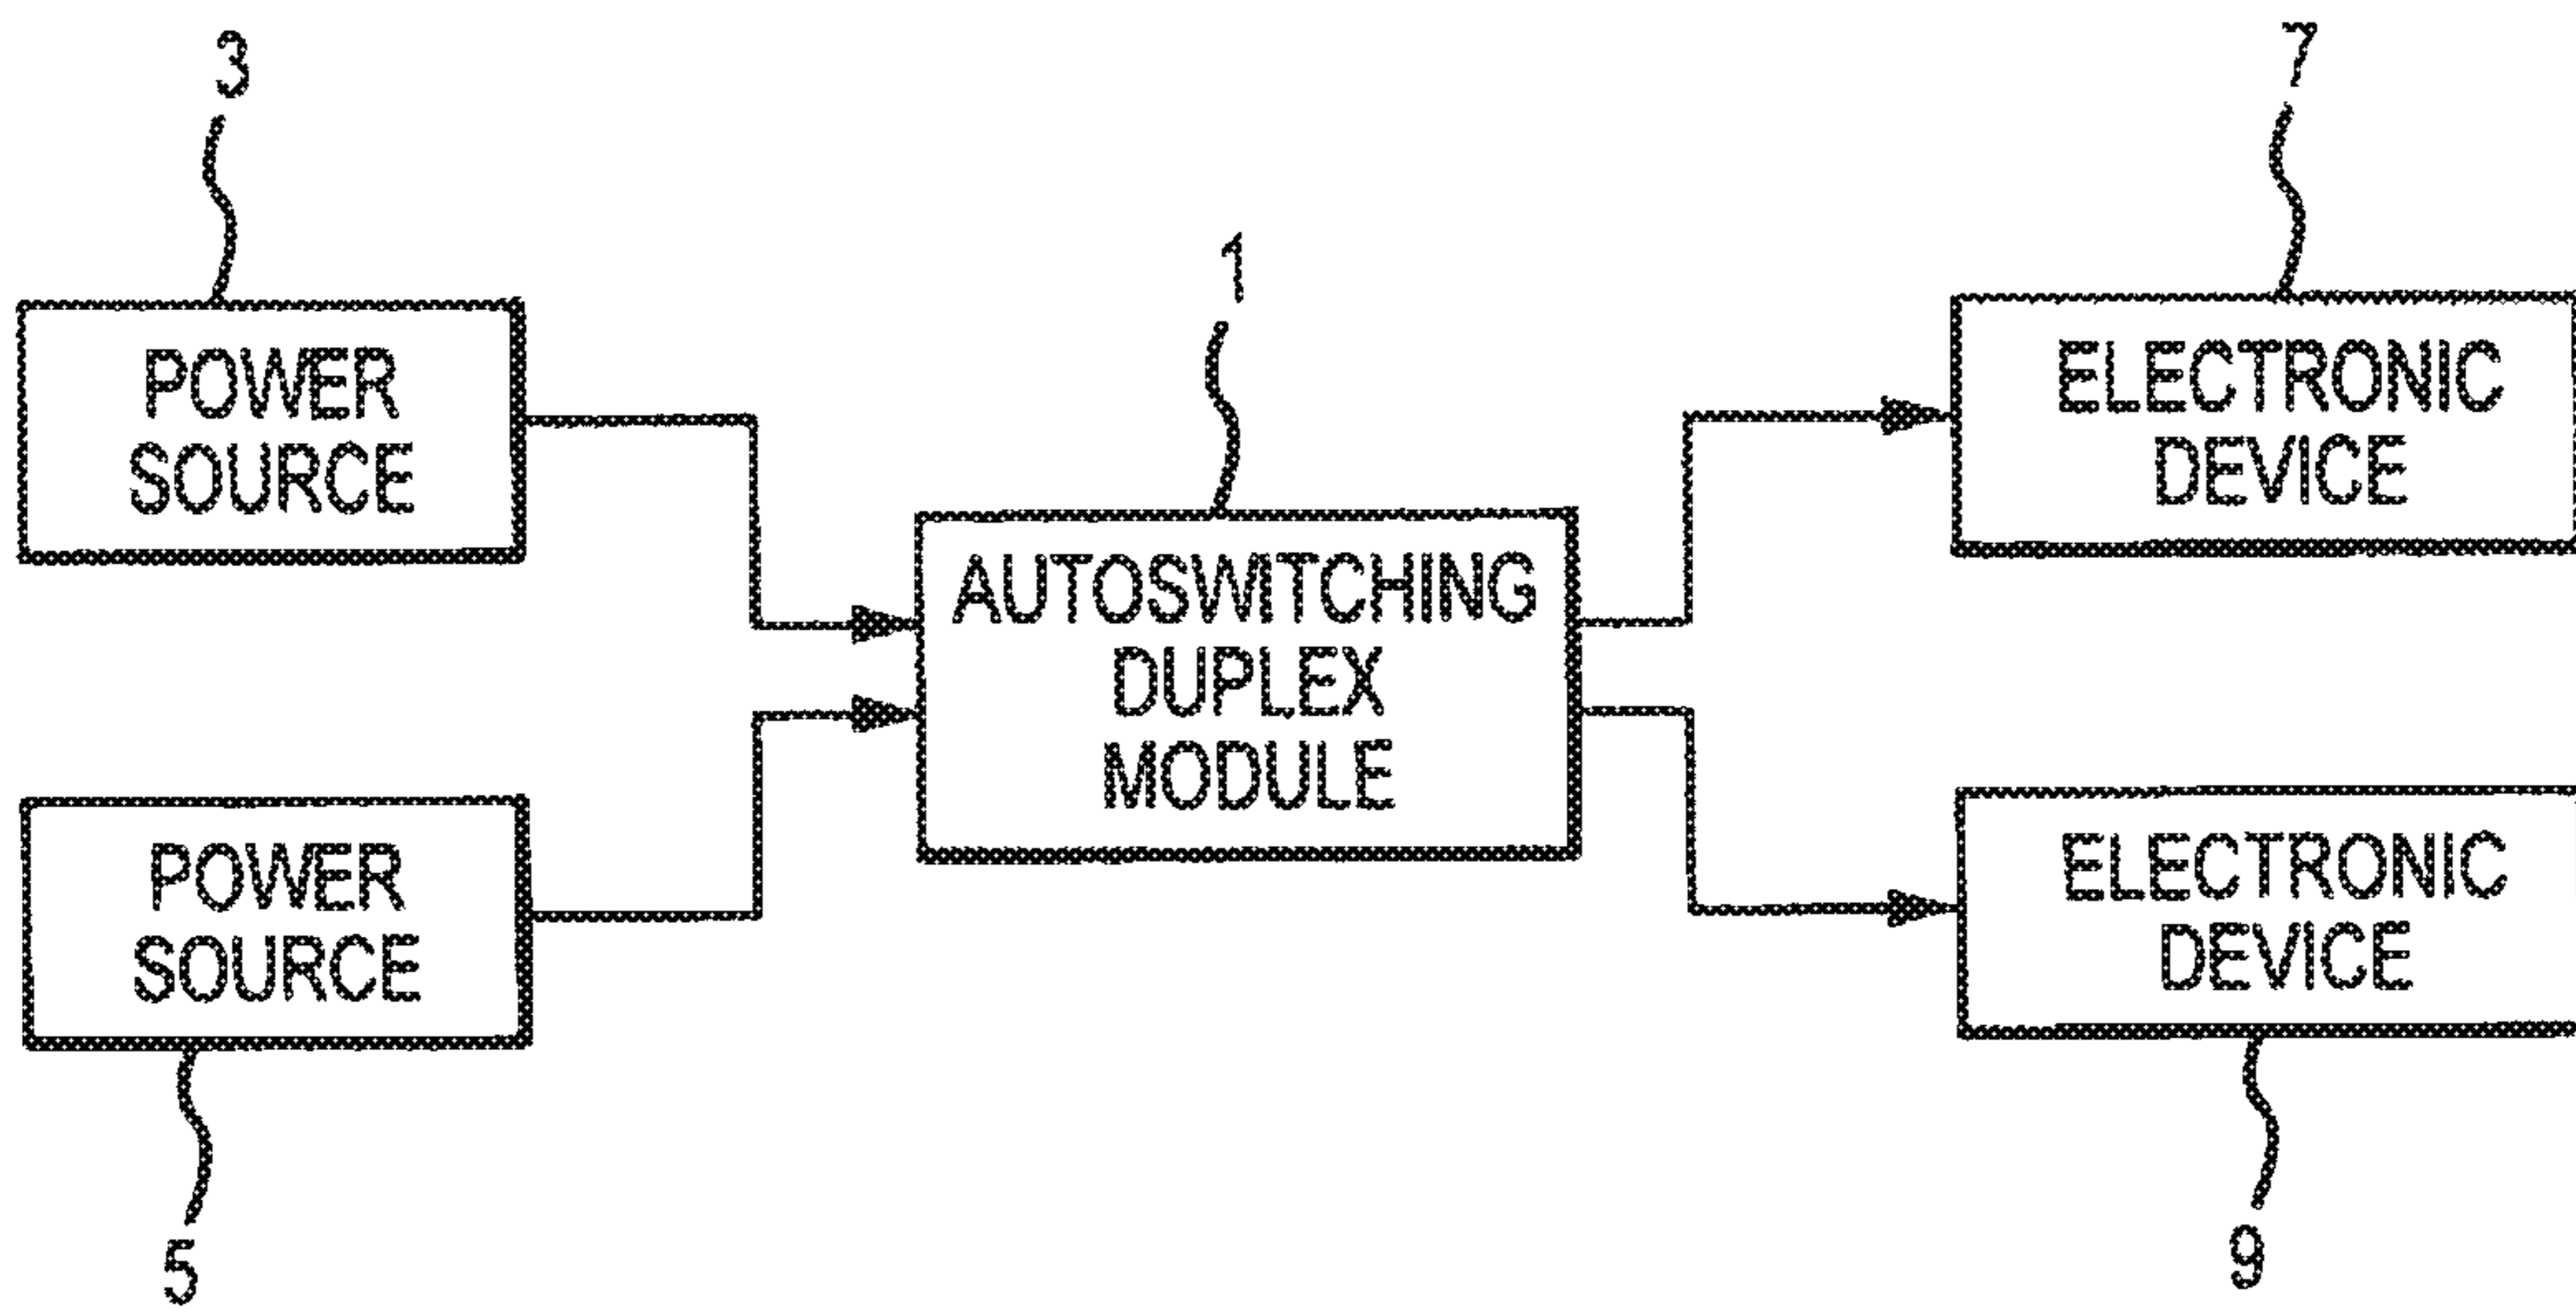 3
7
1
POWER
SOURCE
ELECTRONIC
DEVICE
AUTOSWITCHING
DUPLEX
MODULE
POWER
SOURCE
ELECTRONIC
DEVICE
5
9